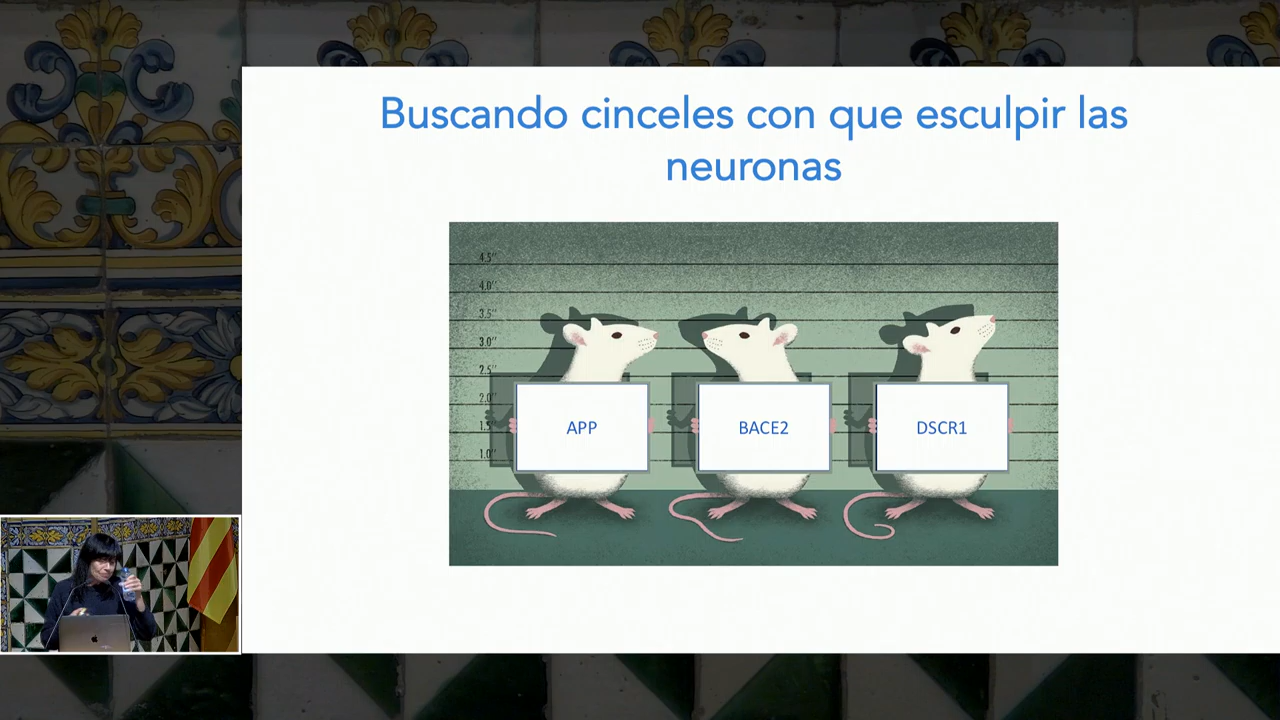 Buscando cinceles con que esculpir las
neuronas
4.5"
4.0"
3.5"
3.0"
2.5"
2.0"
1.5
1.0"
APP
BACE2
DSCR1